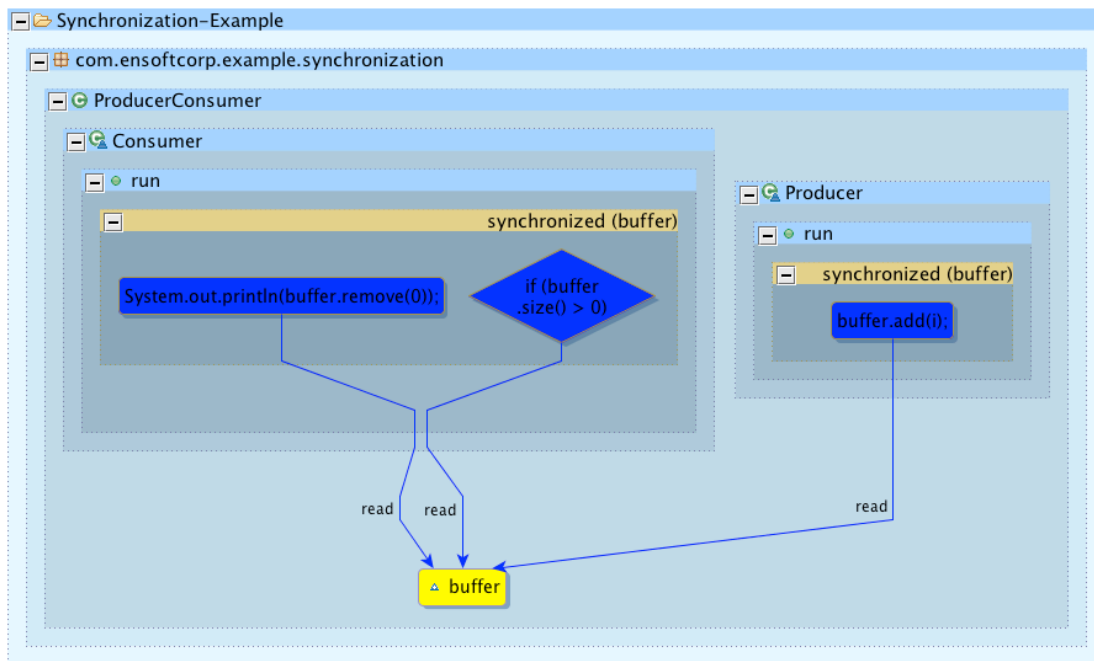 Synchronization-Example
com.ensoftcorp.example.synchronization
ProducerConsumer
Consumer
run
synchronized (buffer)
System.out.println(buffer.remove(0));
if (buffer
.size() > 0)
Producer
run
synchronized (buffer)
buffer.add(i);
read
read
read
buffer